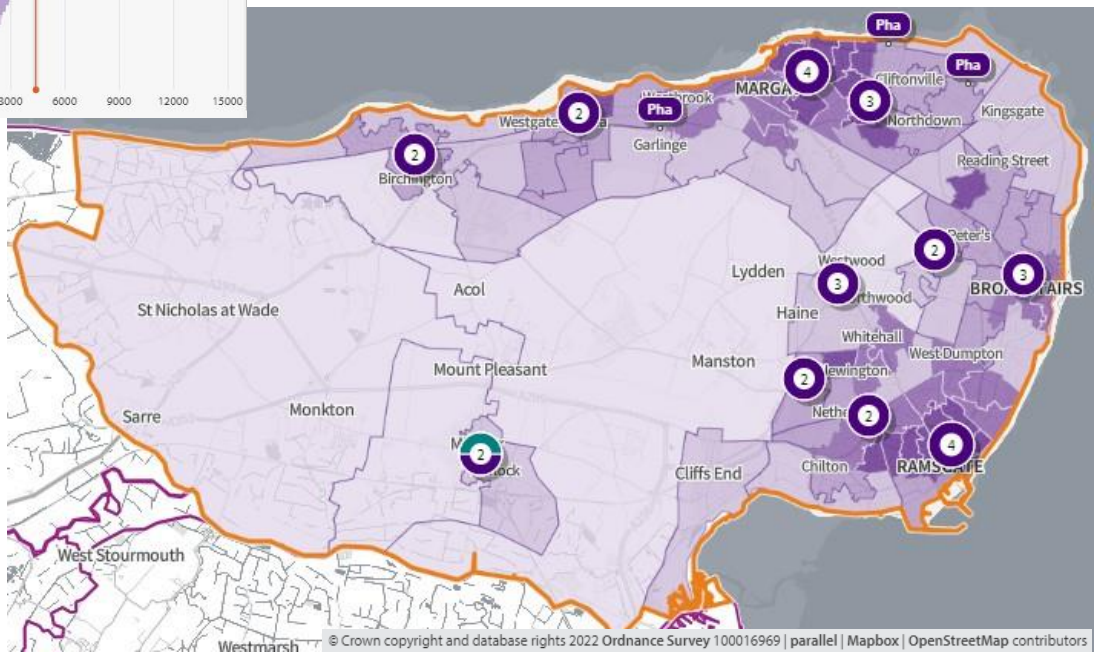 3000 6000 9000 12000 15000
Pha
Pha
Pha
4
Cliftonville
3
Kingsgate
Northdown
2
Garlinge
Reading Street
2
Birchington
2
Peter's
Lydden
Westwood
3
3
Acol
Haine
St Nicholas at Wade
Whitehall
West Dumpton
Mount Pleasant
Manston
2
2
Monkton
Sarre
2
4
Chilton
RAMSGATE
Cliffs End
West Stourmouth
Westmarsh
© Crown copyright and database rights 2022 Ordnance Survey 100016969 | parallel | Mapbox | OpenStreetMap contributors